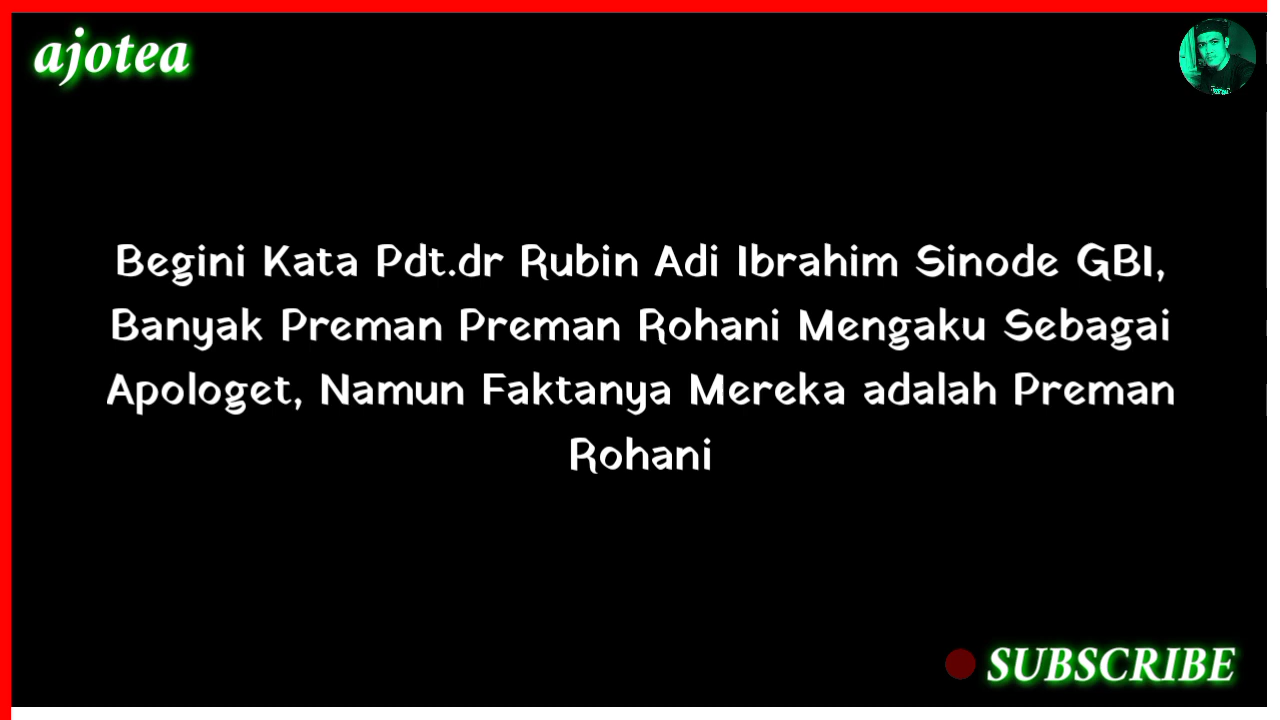 ajotea
Begini Kata Pdt.dr Rubin Adi Ibrahim Sinode GBI,
Banyak Preman Preman Rohani Mengaku Sebagai
Apologet, Namun Faktanya Mereka adalah Preman
Rohani
SUBSCRIBE